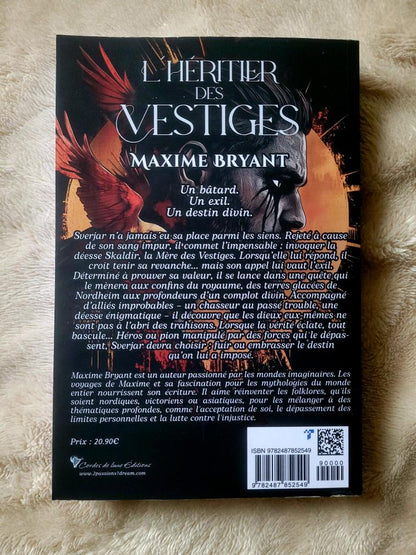 L'HÉRITIER
DES
VESTIGES
MAXIME BRYANT
Un bâtard.
Un exil.
Un destin divin.
Sverjar n'a jamais eu sa place parmi les siens. Rejeté à cause
de son sang impur, il commet l'impensable : invoquer la
déesse Skaldir, la Mère des Vestiges. Lorsqu'elle lui répond, il
croit tenir sa revanche... mais son appel lui vaut l'exil.
Déterminé à prouver sa valeur, il se lance dans une quête qui
le mènera aux confins du royaume, des terres glacées de
Nordheim aux profondeurs d'un complot divin. Accompagné
d'alliés improbables – un chasseur au passé trouble, une
déesse énigmatique – il découvre que les dieux eux-mêmes ne
sont pas à l'abri des trahisons. Lorsque la vérité éclate, tout
bascule... Héros ou pion manipulé par des forces qui le dépas-
sent, Sverjar devra choisir : fuir ou embrasser le destin
qu'on lui a imposé.
Maxime Bryant est un auteur passionné par les mondes imaginaires. Les
voyages de Maxime et sa fascination pour les mythologies du monde
entier nourrissent son écriture. Il aime réinventer les folklores, qu'ils
soient nordiques, victoriens ou asiatiques, pour les mélanger à des
thématiques profondes, comme l'acceptation de soi, le dépassement des
limites personnelles et la lutte contre l'injustice.
Prix : 20.90€
Cordes de lune Éditions
www.2passions1dream.com
ISBN 9782487852549
90000
9 782487 852549